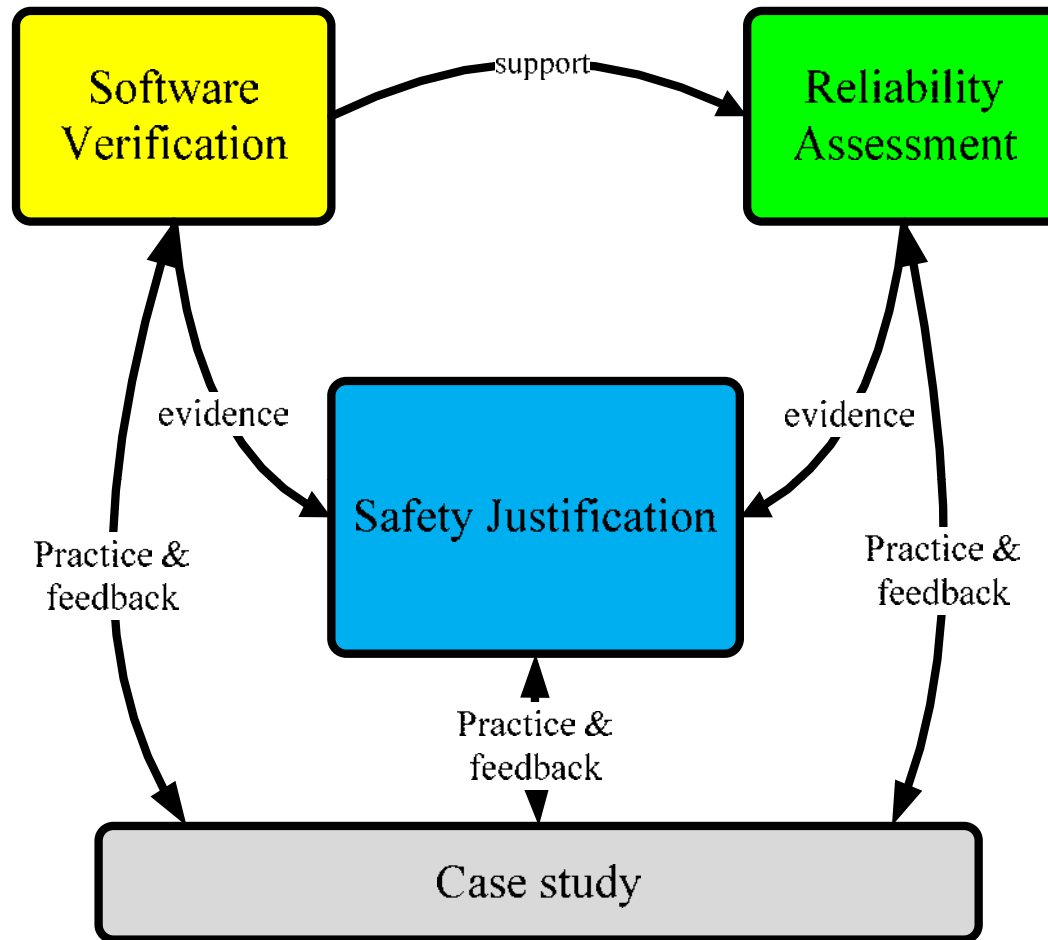 Software
Verification
support
Reliability
Assessment
evidence
evidence
Safety Justification
Practice &
feedback
Practice &
feedback
Practice &
feedback
Case study